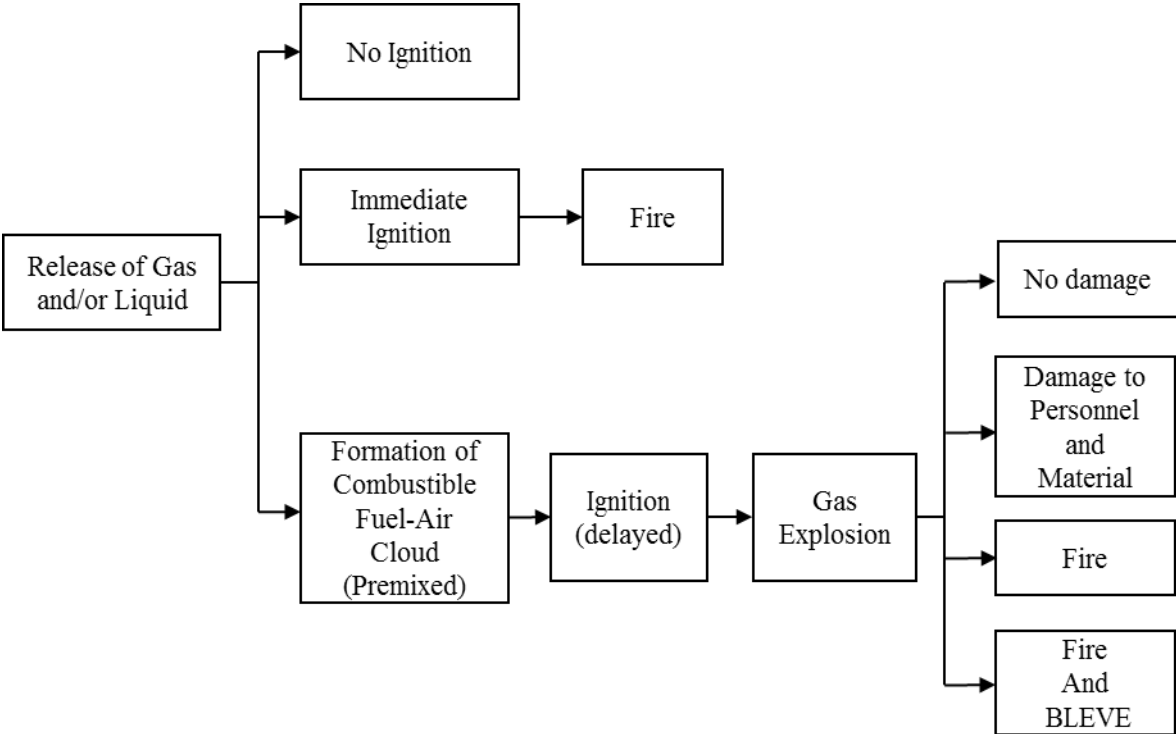 No Ignition
Immediate
Ignition
Fire
Release of Gas
and/or Liquid
No damage
Damage to
Personnel
and
Material
Formation of
Combustible
Fuel-Air
Cloud
(Premixed)
Ignition
(delayed)
Gas
Explosion
Fire
Fire
And
BLEVE